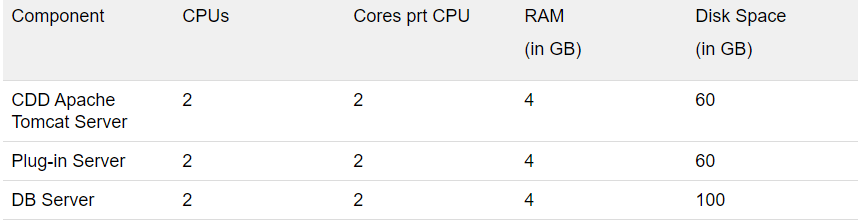 Component CPUs Cores prt CPU RAM Disk Space
(in GB) (in GB)
CDD Apache 2 2 4 60
Tomcat Server
Plug-in Server 2 2 4 60
DB Server 2 2 4 100